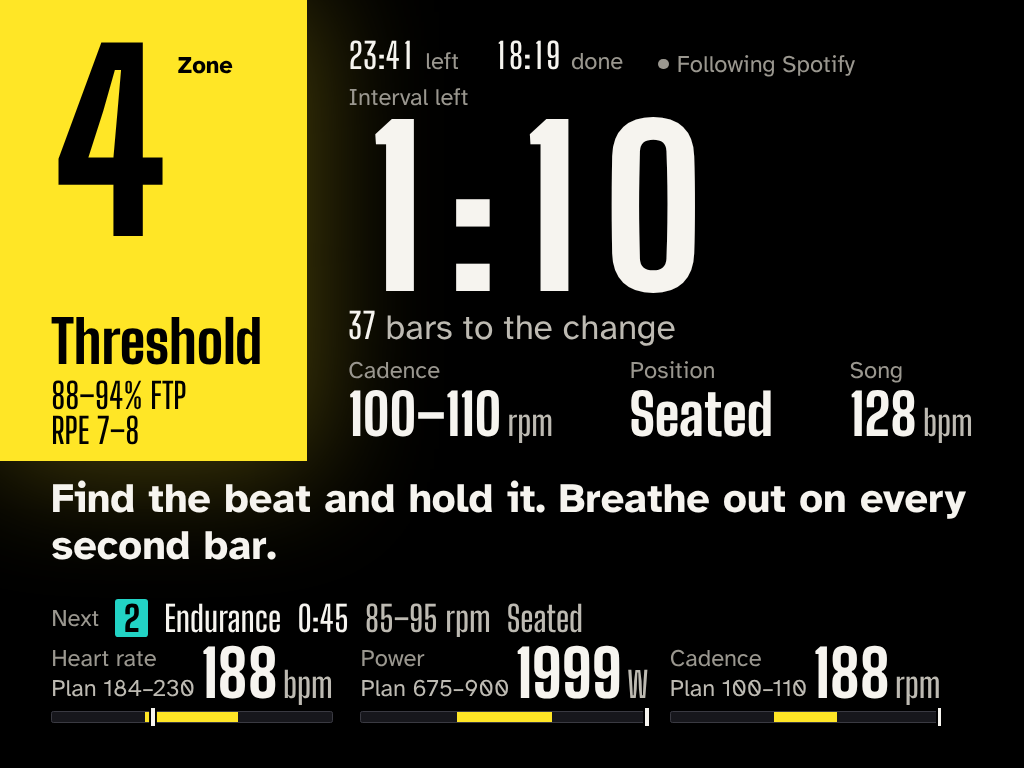 4 Zone
Threshold
88–94% FTP
RPE 7–8
23:41 left 18:19 done Following Spotify
Interval left
1:10
37 bars to the change
Cadence Position Song
100–110 rpm Seated 128 bpm
Find the beat and hold it. Breathe out on every
second bar.
Next 2 Endurance 0:45 85–95 rpm Seated
Heart rate
Plan 184–230 188 bpm
Power
Plan 675–900 1999 W
Cadence
Plan 100–110 188 rpm